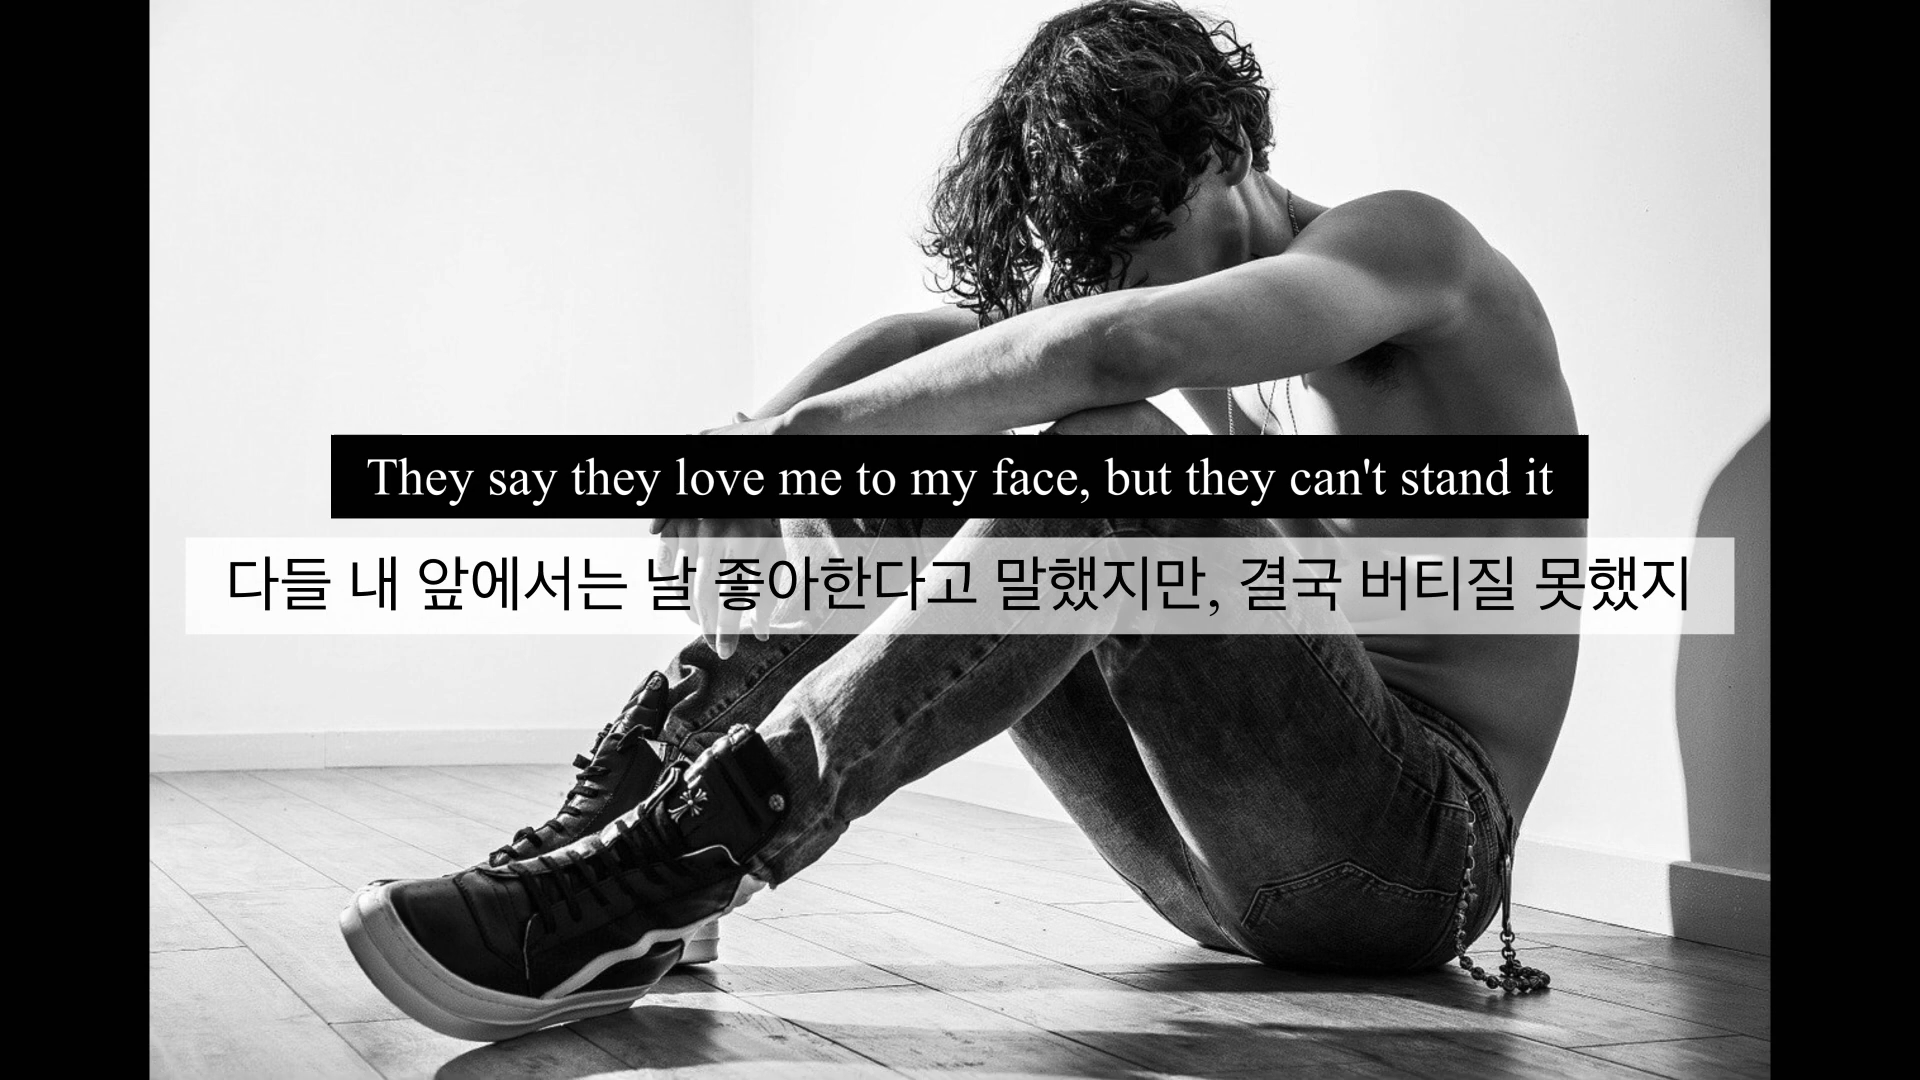 They say they love me to my face, but they can't stand it
다들 내 앞에서는 날 좋아한다고 말했지만, 결국 버티질 못했지